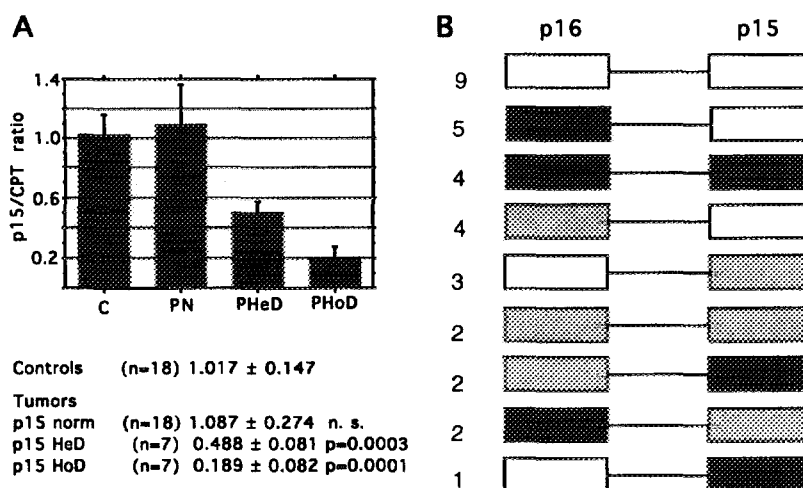 A
p15/CPT ratio
1.4
1.0
0.6
0.2
C PN PHeD PHoD
Controls (n=18) 1.017 ± 0.147
Tumors
p15 norm (n=18) 1.087 ± 0.274 n. s.
p15 HeD (n=7) 0.488 ± 0.081 p=0.0003
p15 HoD (n=7) 0.189 ± 0.082 p=0.0001
B
p16 p15
9
5
4
4
3
2
2
2
1